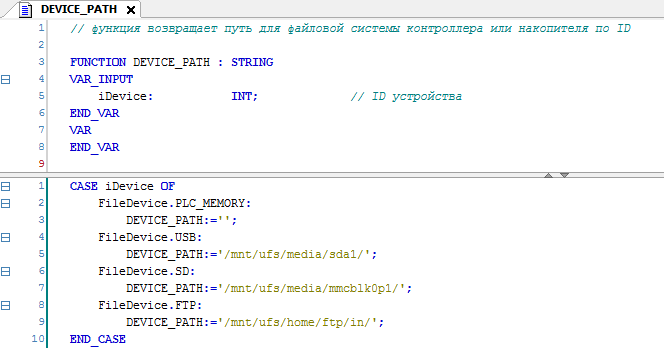 DEVICE_PATH
1 // функция возвращает путь для файловой системы контроллера или накопителя по ID
2
3 FUNCTION DEVICE_PATH : STRING
4 VAR_INPUT
5 iDevice: INT; // ID устройства
6 END_VAR
7 VAR
8 END_VAR
9
1 CASE iDevice OF
2 FileDevice.PLC_MEMORY:
3 DEVICE_PATH:='';
4 FileDevice.USB:
5 DEVICE_PATH:='/mnt/ufs/media/sda1/';
6 FileDevice.SD:
7 DEVICE_PATH:='/mnt/ufs/media/mmcblk0p1/';
8 FileDevice.FTP:
9 DEVICE_PATH:='/mnt/ufs/home/ftp/in/';
10 END_CASE